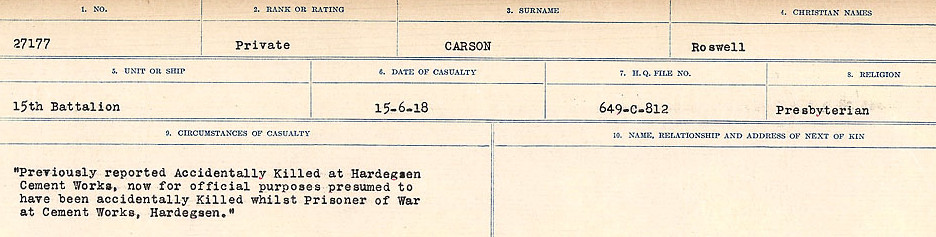 1. NO. 2. RANK OR RATING 3. SURNAME 4. CHRISTIAN NAMES
27177 Private CARSON Roswell
5. UNIT OR SHIP 6. DATE OF CASUALTY 7. H.Q. FILE NO. 8. RELIGION
15th Battalion 15-6-18 649-C-812 Presbyterian
9. CIRCUMSTANCES OF CASUALTY 10. NAME, RELATIONSHIP AND ADDRESS OF NEXT OF KIN
"Previously reported Accidentally Killed at Hardegsen
Cement Works, now for official purposes presumed to
have been accidentally Killed whilst Prisoner of War
at Cement Works, Hardegsen."